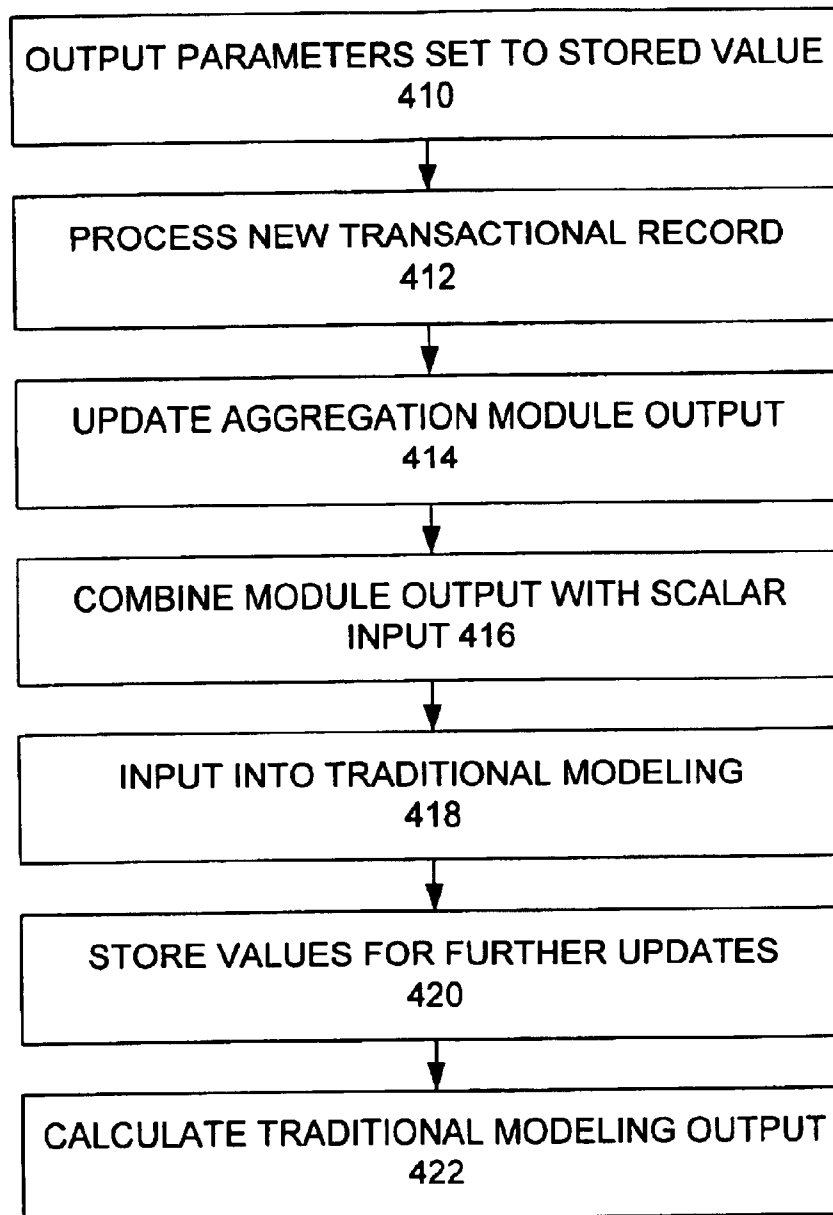 OUTPUT PARAMETERS SET TO STORED VALUE
410
PROCESS NEW TRANSACTIONAL RECORD
412
UPDATE AGGREGATION MODULE OUTPUT
414
COMBINE MODULE OUTPUT WITH SCALAR
INPUT 416
INPUT INTO TRADITIONAL MODELING
418
STORE VALUES FOR FURTHER UPDATES
420
CALCULATE TRADITIONAL MODELING OUTPUT
422